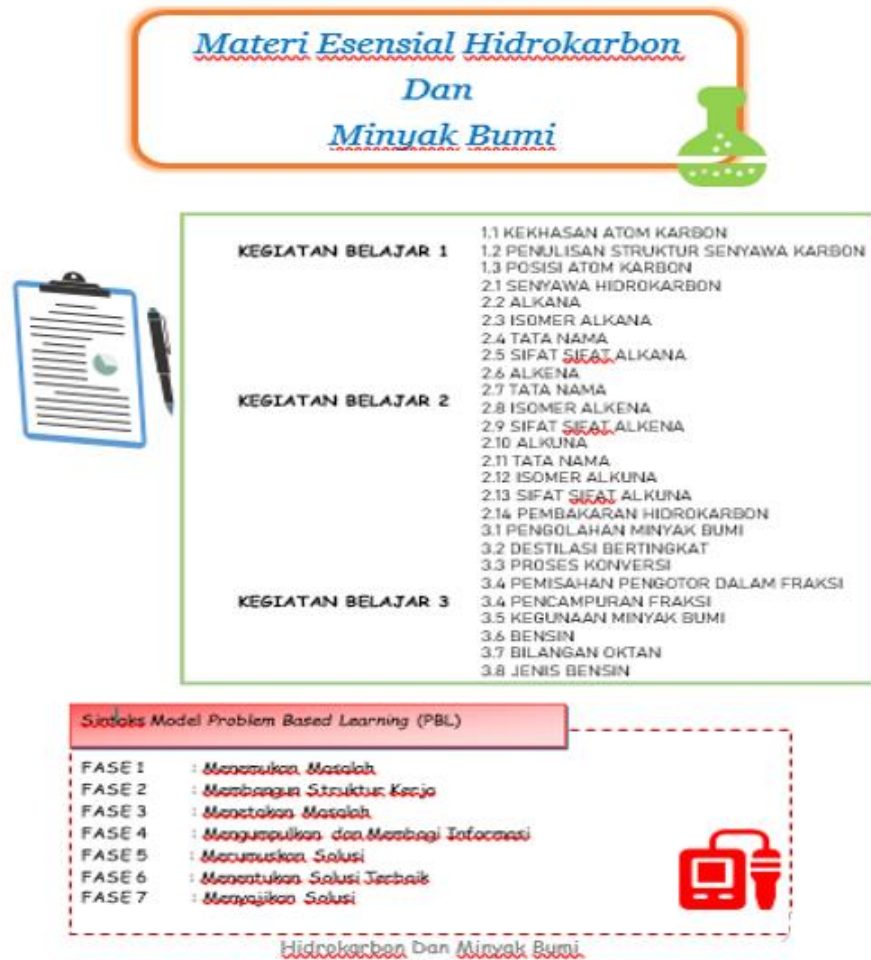 Materi Esensial Hidrokarbon
Dan
Minyak Bumi
KEGIATAN BELAJAR 1
1.1 KEKHASAN ATOM KARBON
1.2 PENULISAN STRUKTUR SENYAWA KARBON
1.3 POSISI ATOM KARBON
KEGIATAN BELAJAR 2
2.1 SENYAWA HIDROKARBON
2.2 ALKANA
2.3 ISOMER ALKANA
2.4 TATA NAMA
2.5 SIFAT SIFAT ALKANA
2.6 ALKENA
2.7 TATA NAMA
2.8 ISOMER ALKENA
2.9 SIFAT SIFAT ALKENA
2.10 ALKUNA
2.11 TATA NAMA
2.12 ISOMER ALKUNA
2.13 SIFAT SIFAT ALKUNA
2.14 PEMBAKARAN HIDROKARBON
KEGIATAN BELAJAR 3
3.1 PENGOLAHAN MINYAK BUMI
3.2 DESTILASI BERTINGKAT
3.3 PROSES KONVERSI
3.4 PEMISAHAN PENGOTOR DALAM FRAKSI
3.4 PENCAMPURAN FRAKSI
3.5 KEGUNAAN MINYAK BUMI
3.6 BENSIN
3.7 BILANGAN OKTAN
3.8 JENIS BENSIN
Sintaks Model Problem Based Learning (PBL)
FASE 1 : Menemukan Masalah
FASE 2 : Membangun Struktur Kerja
FASE 3 : Menetakan Masalah
FASE 4 : Mengumpulkan dan Membagi Informasi
FASE 5 : Merumuskan Solusi
FASE 6 : Menentukan Solusi Terbaik
FASE 7 : Menyajikan Solusi
Hidrokarbon Dan Minyak Bumi